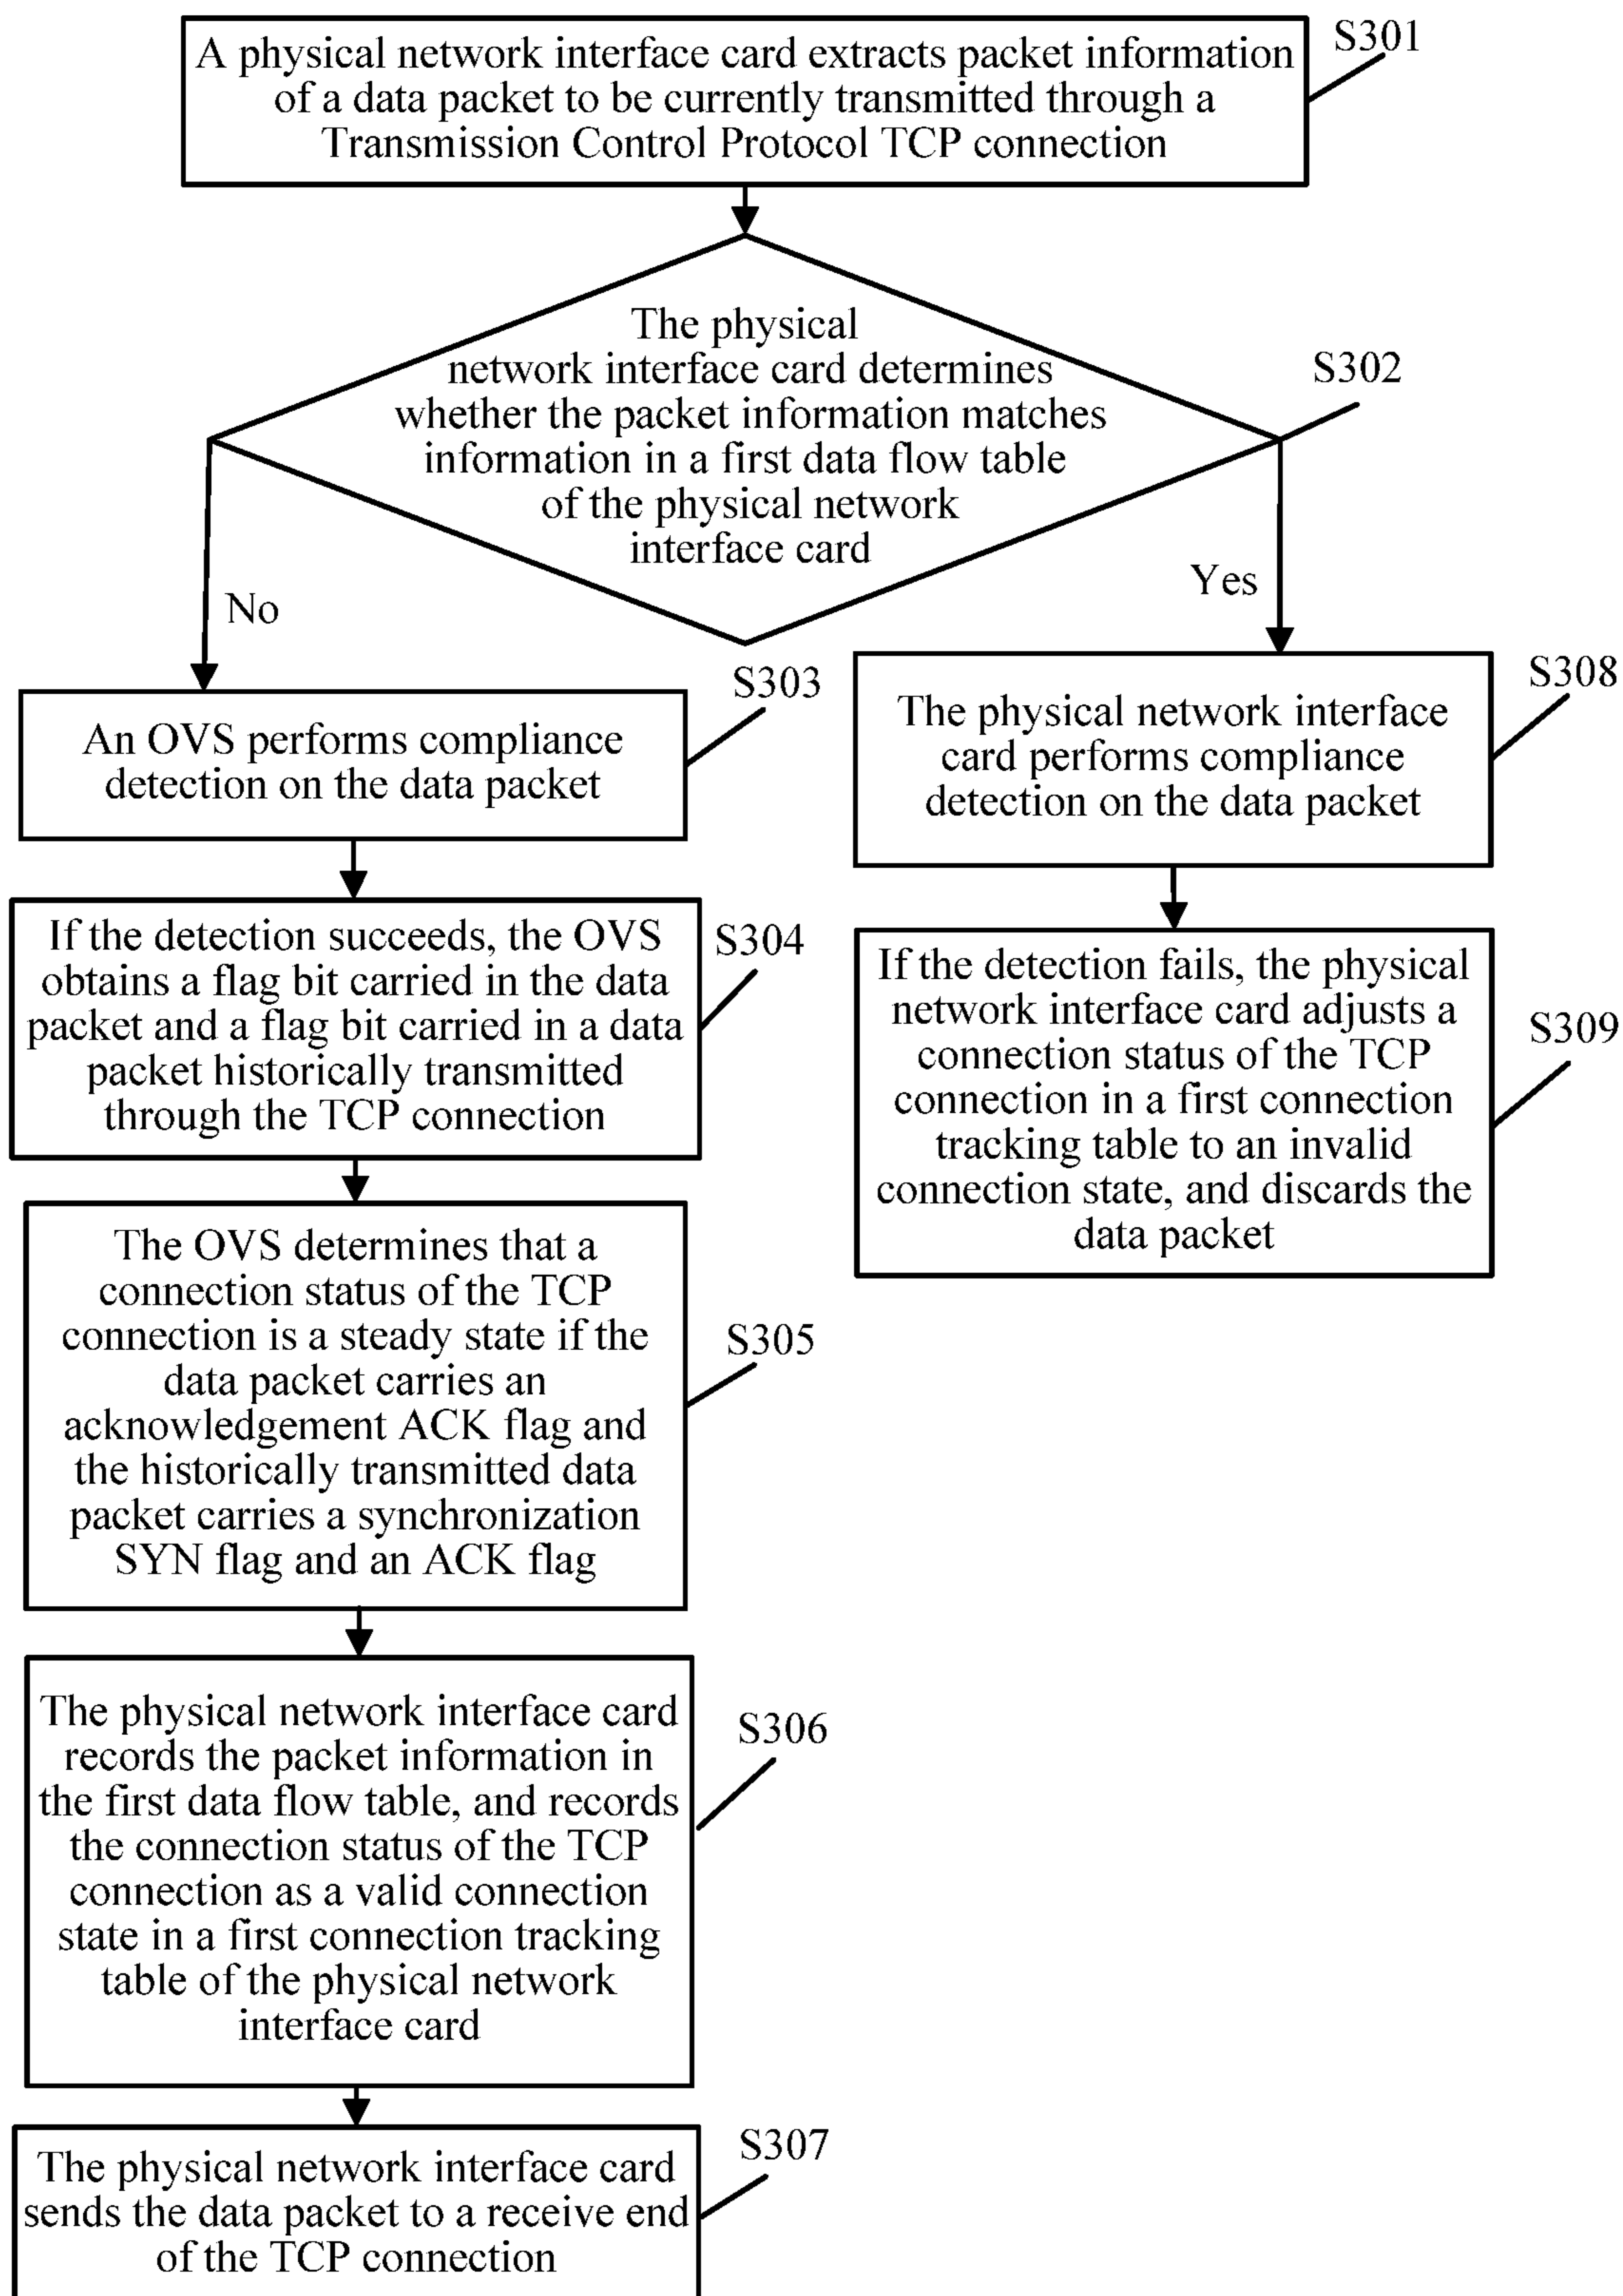 A physical network interface card extracts packet information
of a data packet to be currently transmitted through a
Transmission Control Protocol TCP connection
S301
The physical
network interface card determines
whether the packet information matches
information in a first data flow table
of the physical network
interface card
S302
No
Yes
An OVS performs compliance
detection on the data packet
S303
If the detection succeeds, the OVS
obtains a flag bit carried in the data
packet and a flag bit carried in a data
packet historically transmitted
through the TCP connection
S304
The OVS determines that a
connection status of the TCP
connection is a steady state if the
data packet carries an
acknowledgement ACK flag and
the historically transmitted data
packet carries a synchronization
SYN flag and an ACK flag
S305
The physical network interface card
records the packet information in
the first data flow table, and records
the connection status of the TCP
connection as a valid connection
state in a first connection tracking
table of the physical network
interface card
S306
The physical network interface card
sends the data packet to a receive end
of the TCP connection
S307
The physical network interface
card performs compliance
detection on the data packet
S308
If the detection fails, the physical
network interface card adjusts a
connection status of the TCP
connection in a first connection
tracking table to an invalid
connection state, and discards the
data packet
S309